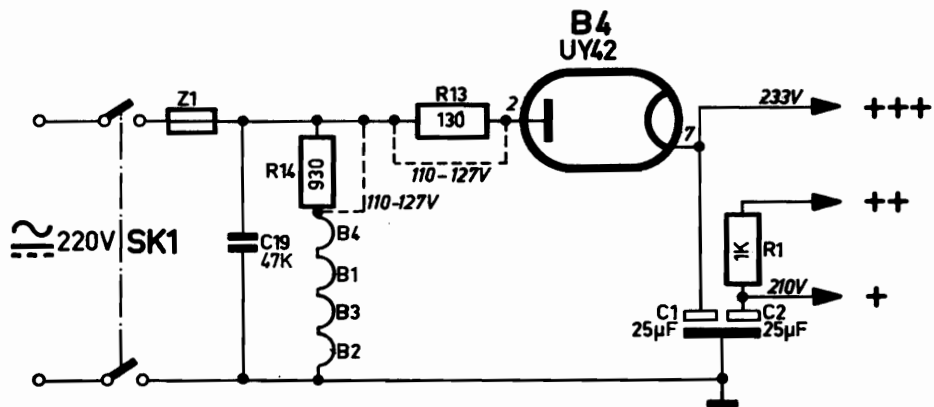 B4
UY42
Z1
R13
130
2
7
233V
+++
R14
930
110-127V
110-127V
220V
SK1
C19
47K
B4
B1
B3
B2
1K
R1
++
210V
+
C1
25µF
C2
25µF